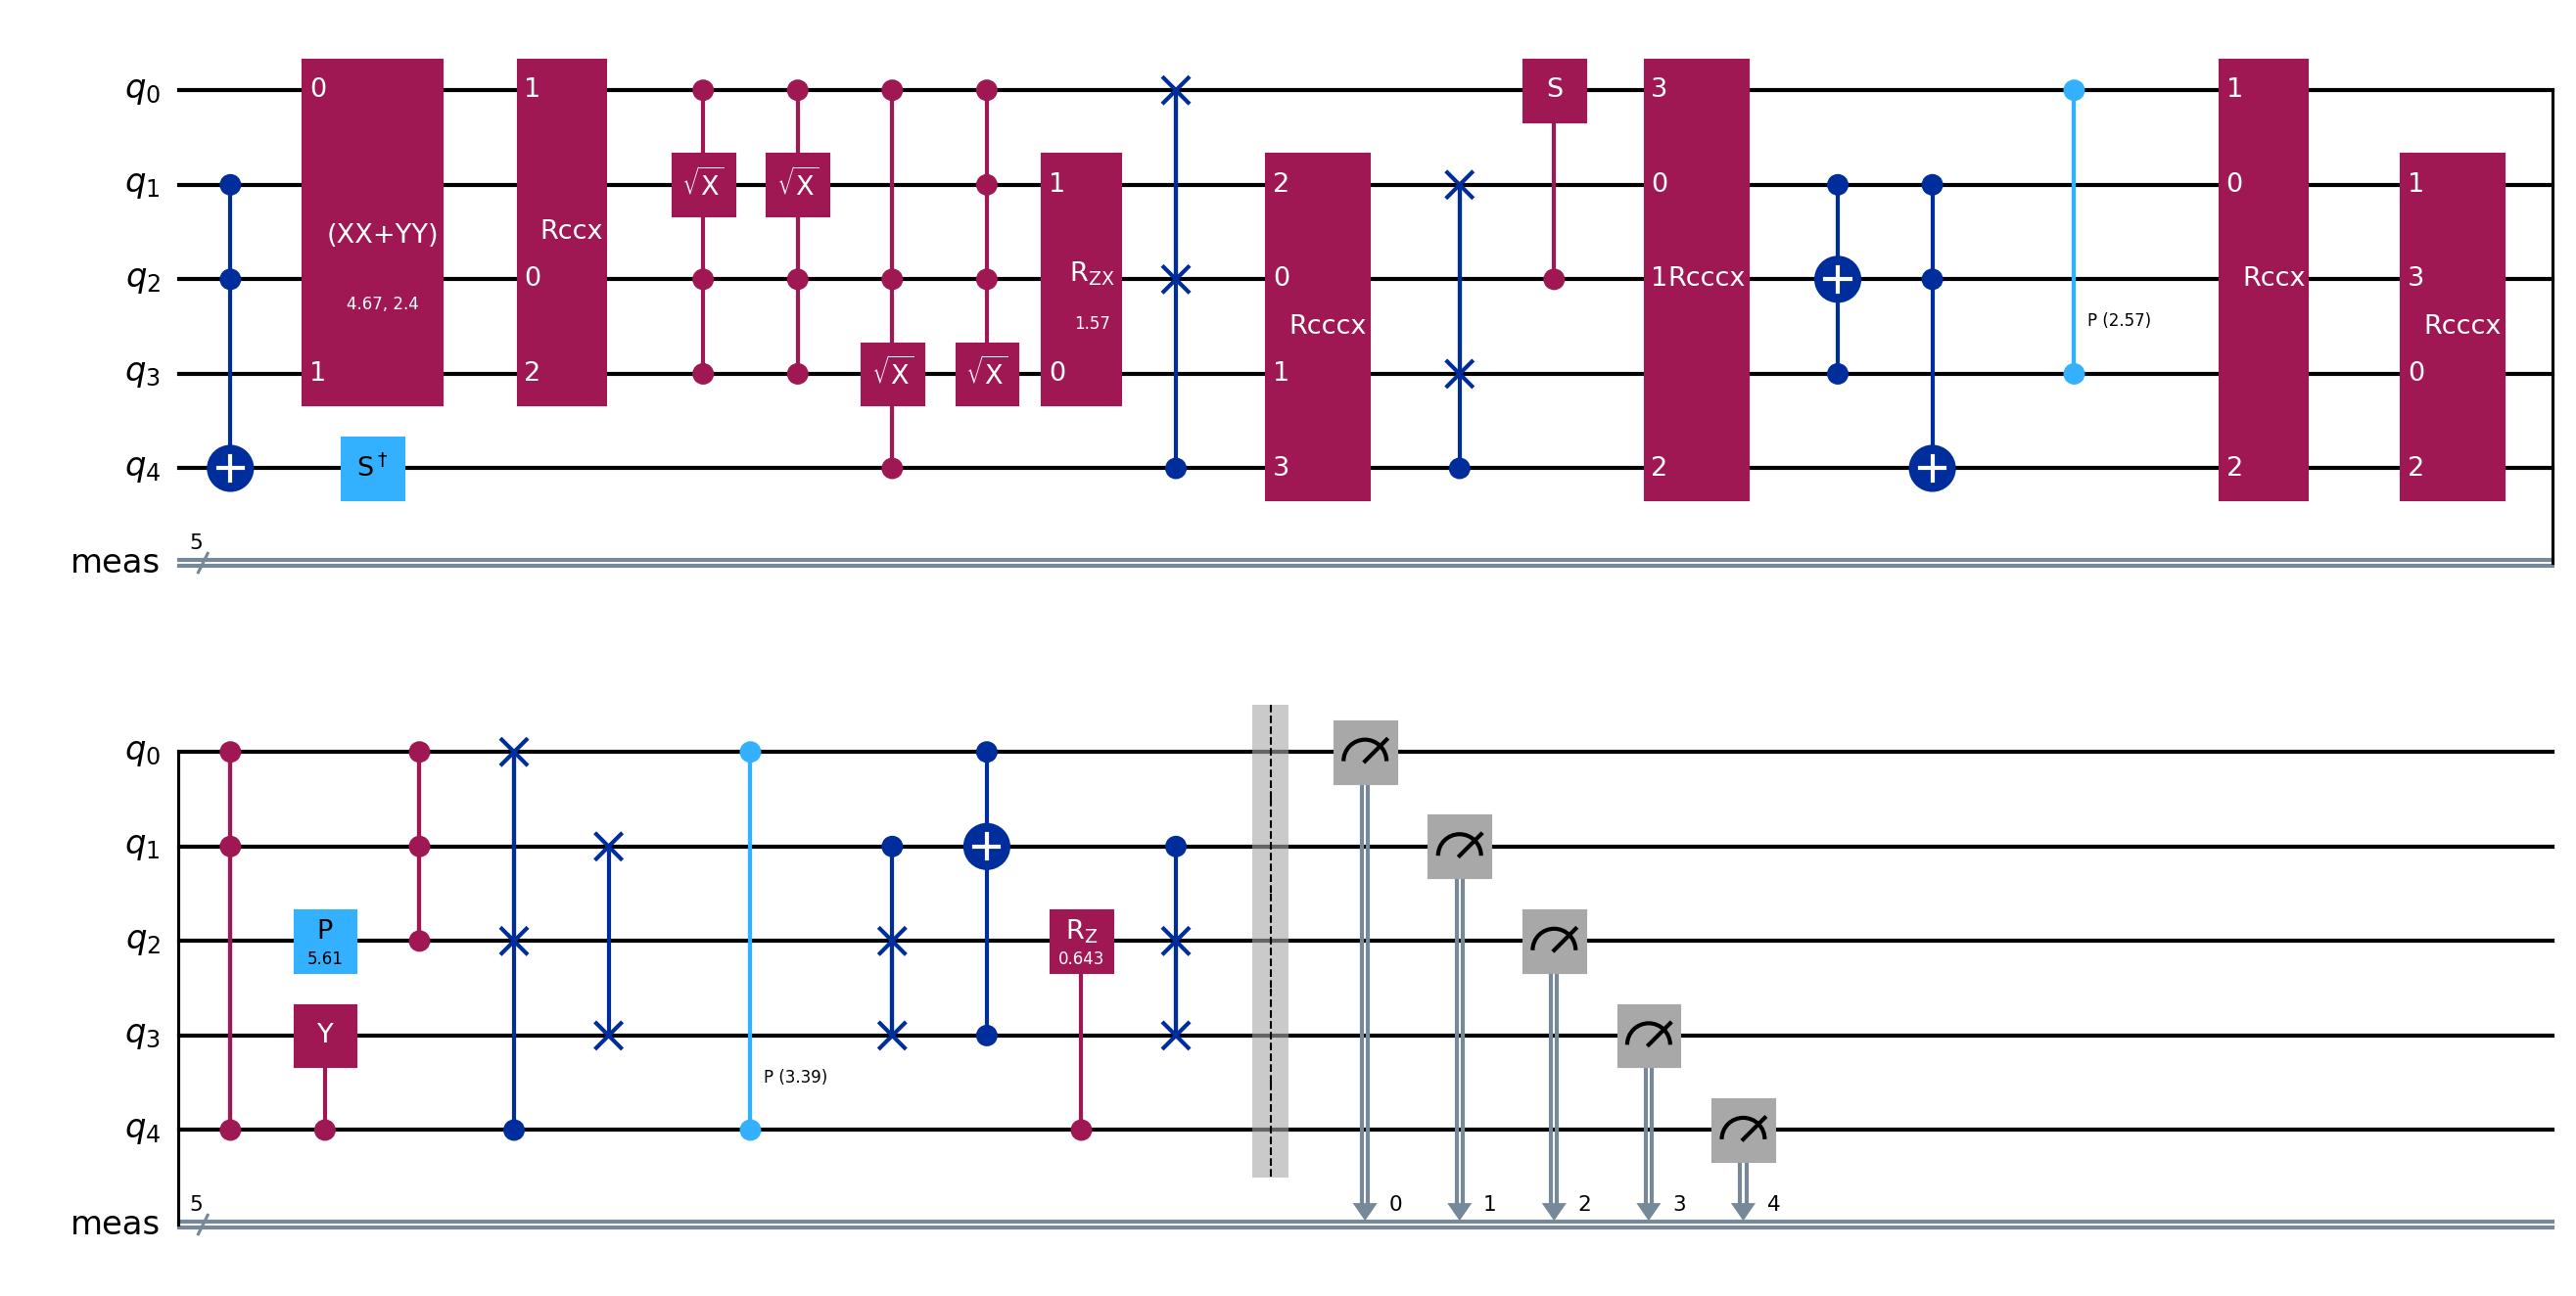 q0 0 1 S 3 1
q1 √X √X 1 2 0 0 1
(XX+YY) Rccx
q2 4.67, 2.4 0 RZX 1.57 0 Rcccx 1Rcccx P (2.57) Rccx 3 Rcccx
q3 1 2 √X √X 0 1 0
q4 S† 3 2 2 2
meas 5
q0
q1
q2 P 5.61 RZ 0.643
q3 Y
P (3.39)
q4
meas 5 0 1 2 3 4